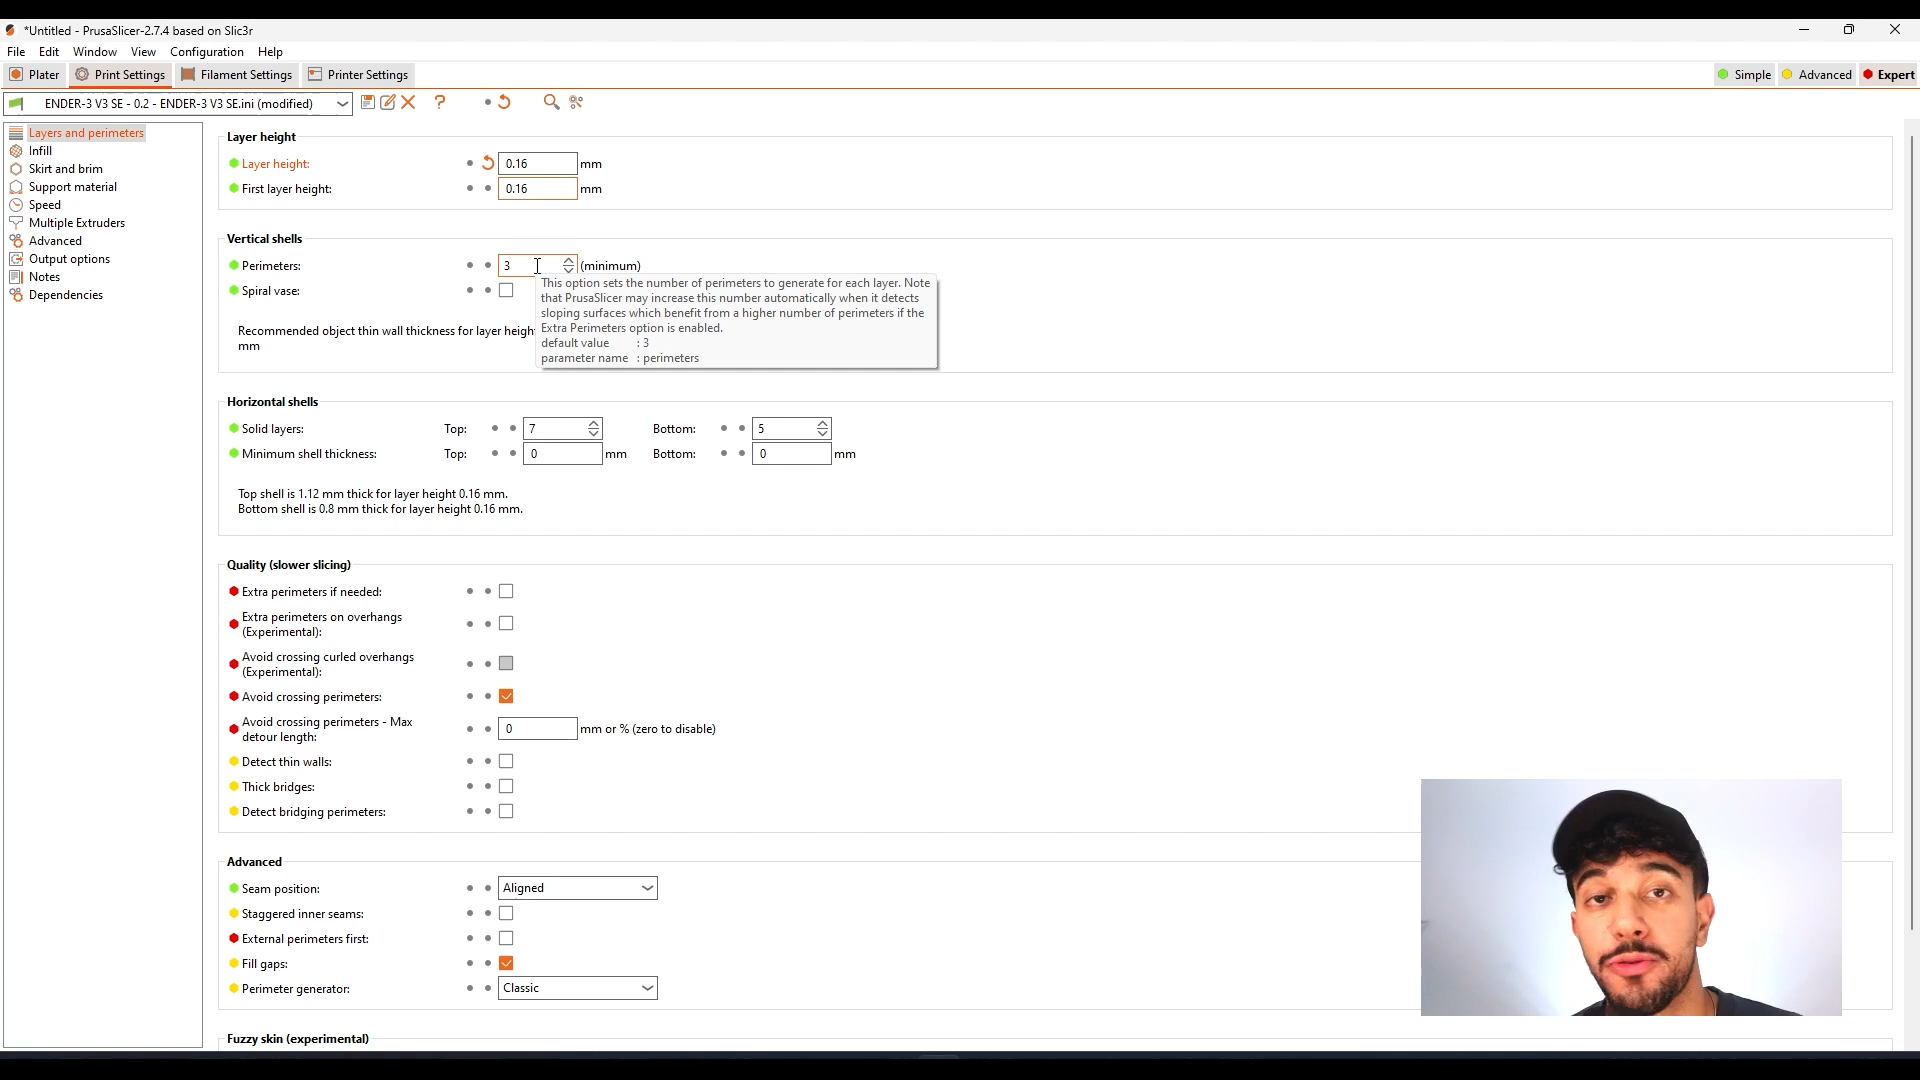 *Untitled - PrusaSlicer-2.7.4 based on Slic3r
File Edit Window View Configuration Help
Plater Print Settings Filament Settings Printer Settings Simple Advanced Expert
ENDER-3 V3 SE - 0.2 - ENDER-3 V3 SE.ini (modified) ?
Layers and perimeters
Infill
Skirt and brim
Support material
Speed
Multiple Extruders
Advanced
Output options
Notes
Dependencies
Layer height
Layer height: 0.16 mm
First layer height: 0.16 mm
Vertical shells
Perimeters: 3 (minimum)
Spiral vase:
This option sets the number of perimeters to generate for each layer. Note
that PrusaSlicer may increase this number automatically when it detects
sloping surfaces which benefit from a higher number of perimeters if the
Extra Perimeters option is enabled.
default value : 3
parameter name : perimeters
Recommended object thin wall thickness for layer heigh
mm
Horizontal shells
Solid layers: Top: 7 Bottom: 5
Minimum shell thickness: Top: 0 mm Bottom: 0 mm
Top shell is 1.12 mm thick for layer height 0.16 mm.
Bottom shell is 0.8 mm thick for layer height 0.16 mm.
Quality (slower slicing)
Extra perimeters if needed:
Extra perimeters on overhangs
(Experimental):
Avoid crossing curled overhangs
(Experimental):
Avoid crossing perimeters:
Avoid crossing perimeters - Max
detour length: 0 mm or % (zero to disable)
Detect thin walls:
Thick bridges:
Detect bridging perimeters:
Advanced
Seam position: Aligned
Staggered inner seams:
External perimeters first:
Fill gaps:
Perimeter generator: Classic
Fuzzy skin (experimental)